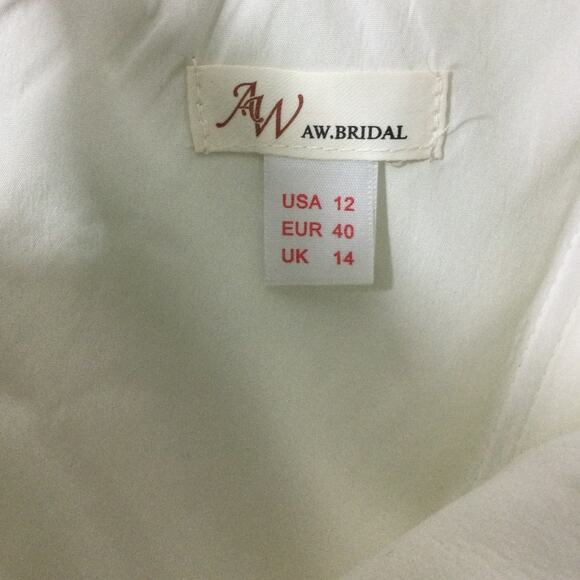 AW AW.BRIDAL
USA 12
EUR 40
UK 14